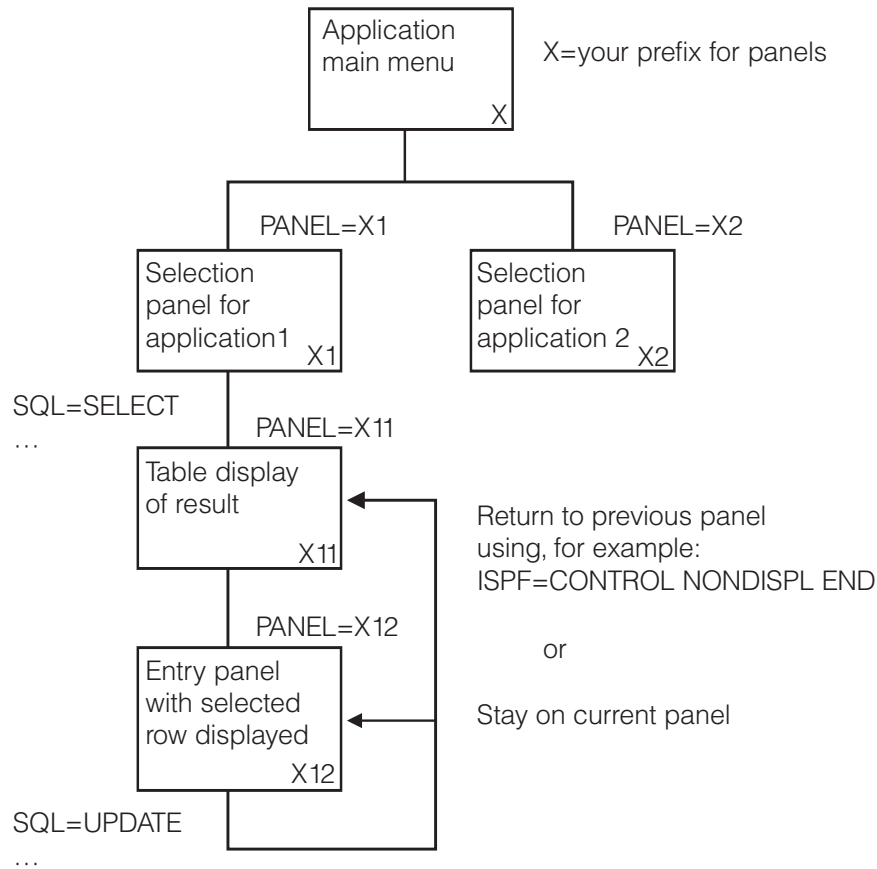 Application
main menu
X
X=your prefix for panels
PANEL=X1
PANEL=X2
Selection
panel for
application1
X1
Selection
panel for
application 2
X2
SQL=SELECT
…
PANEL=X11
Table display
of result
X11
Return to previous panel
using, for example:
ISPF=CONTROL NONDISPL END
or
Stay on current panel
PANEL=X12
Entry panel
with selected
row displayed
X12
SQL=UPDATE
…